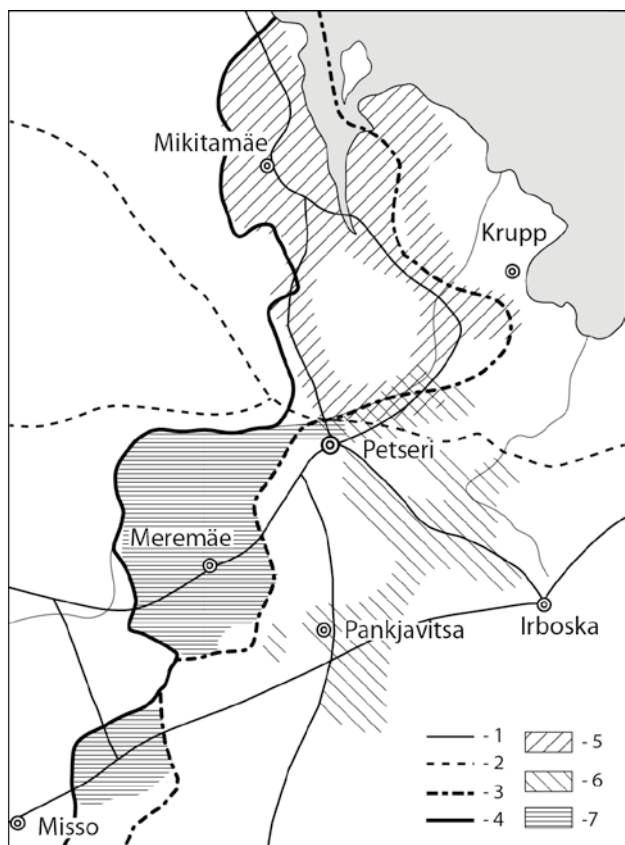 Mikitamäe
Krupp
Petseri
Meremäe
Pankjavitsa
Irboska
Misso
- 1
- 2
- 3
- 4
- 5
- 6
-7